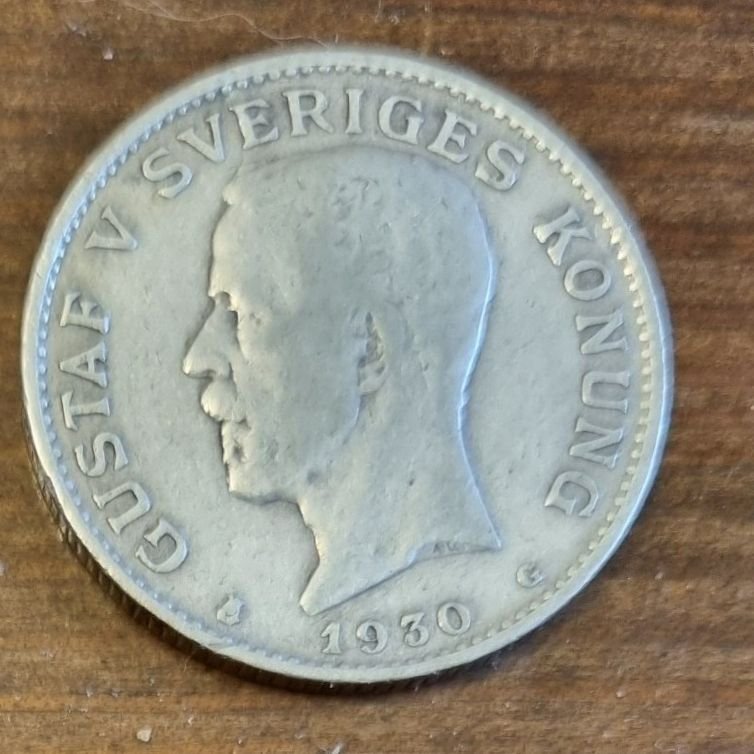 GUSTAF V SVERIGES KONUNG
1930
G